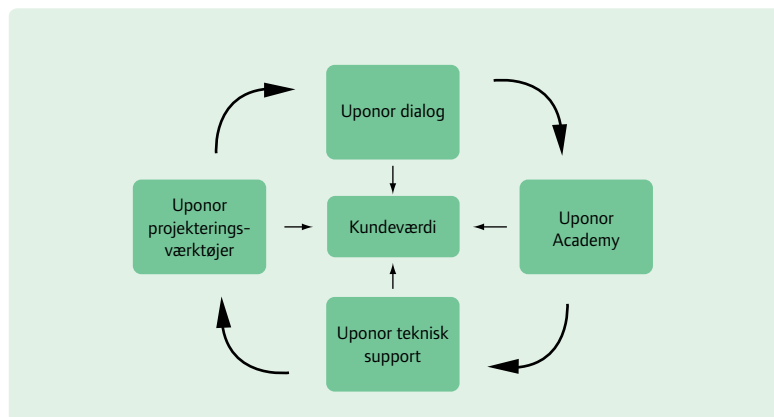 Uponor dialog
Uponor
projekterings-
værktøjer
Kundeværdi
Uponor
Academy
Uponor teknisk
support